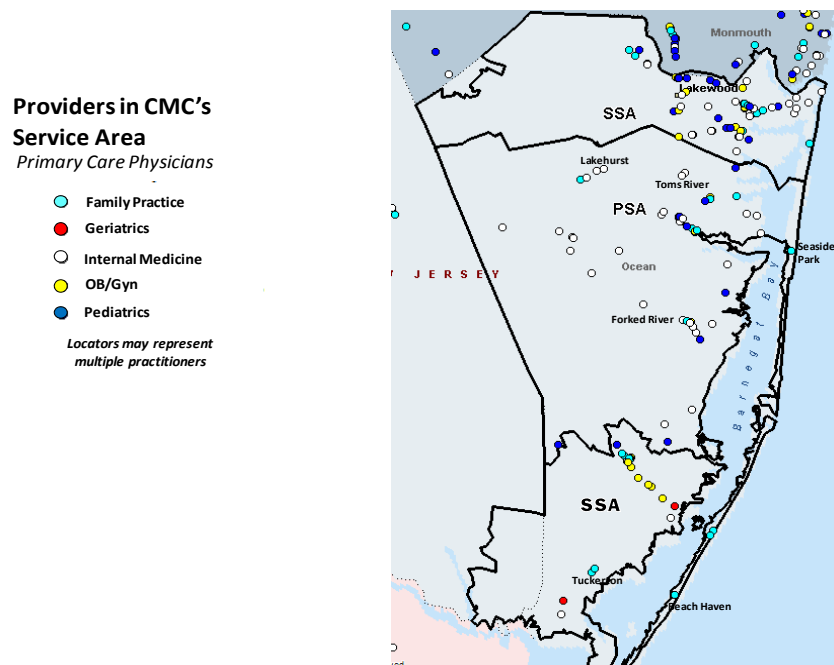 Providers in CMC's
Service Area
Primary Care Physicians
Family Practice
Geriatrics
Internal Medicine
OB/Gyn
Pediatrics
Locators may represent
multiple practitioners
Monmouth
Lakewood
SSA
Lakehurst
Toms River
PSA
Seaside
Park
Ocean
JERSEY
Forked River
Barnegat Bay
SSA
Tuckerton
Beach Haven